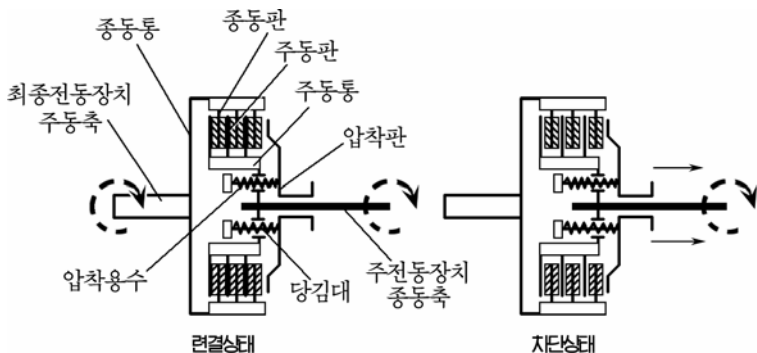 종동판
종동통
주동판
주동통
최종전동장치
주동축
압착판
압착용수
당김대
주전동장치
종동축
련결상태
차단상태